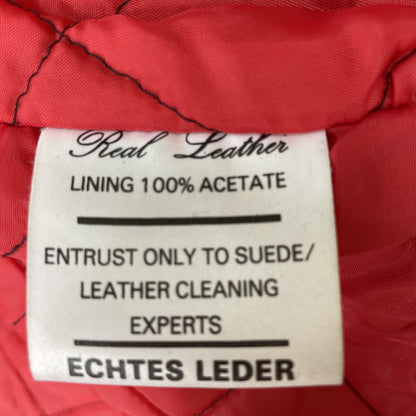 Real Leather
LINING 100% ACETATE
ENTRUST ONLY TO SUEDE/
LEATHER CLEANING
EXPERTS
ECHTES LEDER